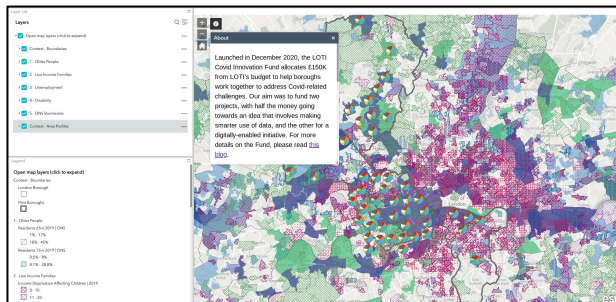 Layer List
Layers
Open map layers (click to expand)
Context - Boundaries
1 - Older People
2 - Low Income Families
3 - Unemployment
4 - Disability
5 - ONS Businesses
Context - Area Profiles
Legend
Open map layers (click to expand)
Context - Boundaries
London Borough
Pilot Boroughs
1 - Older People
Residents 65+| 2019 | ONS
1% - 17%
18% - 45%
Residents 75+| 2019 | ONS
0.5% - 8%
8.1% - 28.8%
2 - Low Income Families
Income Deprivation Affecting Children | 2019
0 - 10
11 - 20
About
Launched in December 2020, the LOTI
Covid Innovation Fund allocates £150K
from LOTI's budget to help boroughs
work together to address Covid-related
challenges. Our aim was to fund two
projects, with half the money going
towards an idea that involves making
smarter use of data, and the other for a
digitally-enabled initiative. For more
details on the Fund, please read this
blog.
City of
London